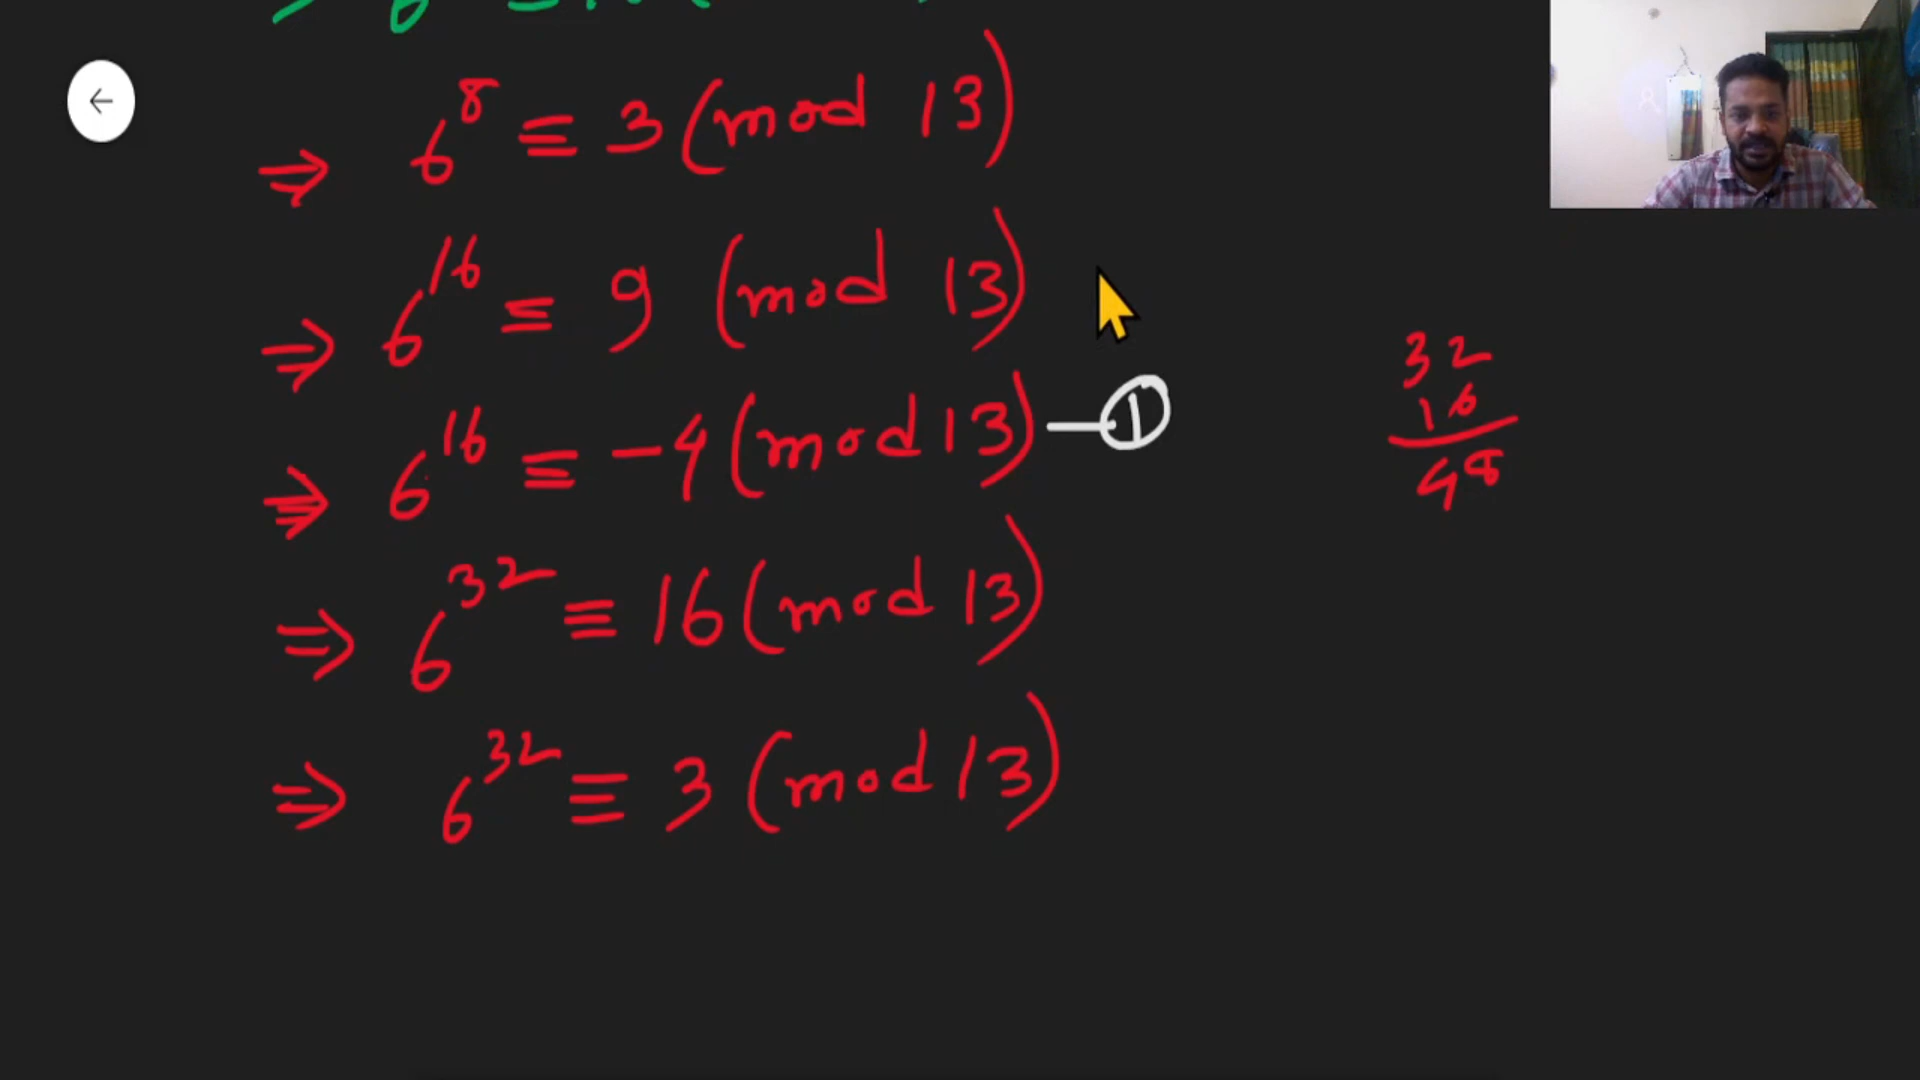 ⇒ 6^8 ≡ 3 (mod 13)
⇒ 6^16 ≡ 9 (mod 13)
⇒ 6^16 ≡ -4 (mod 13) — ①
⇒ 6^32 ≡ 16 (mod 13)
⇒ 6^32 ≡ 3 (mod 13)
32
16
48